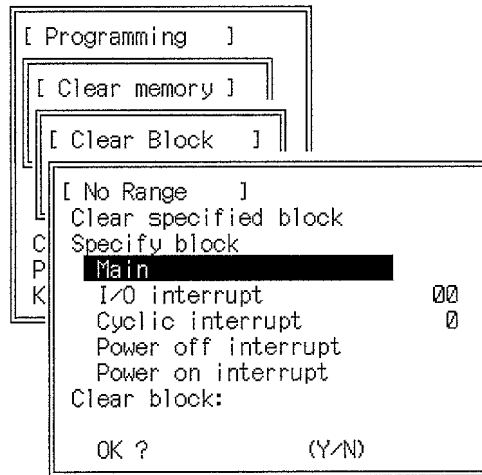 [ Programming ]
[ Clear memory ]
[ Clear Block ]
[ No Range ]
Clear specified block
C
Specify block
P
Main
K
I/O interrupt 00
Cyclic interrupt 0
Power off interrupt
Power on interrupt
Clear block:
OK ? (Y/N)